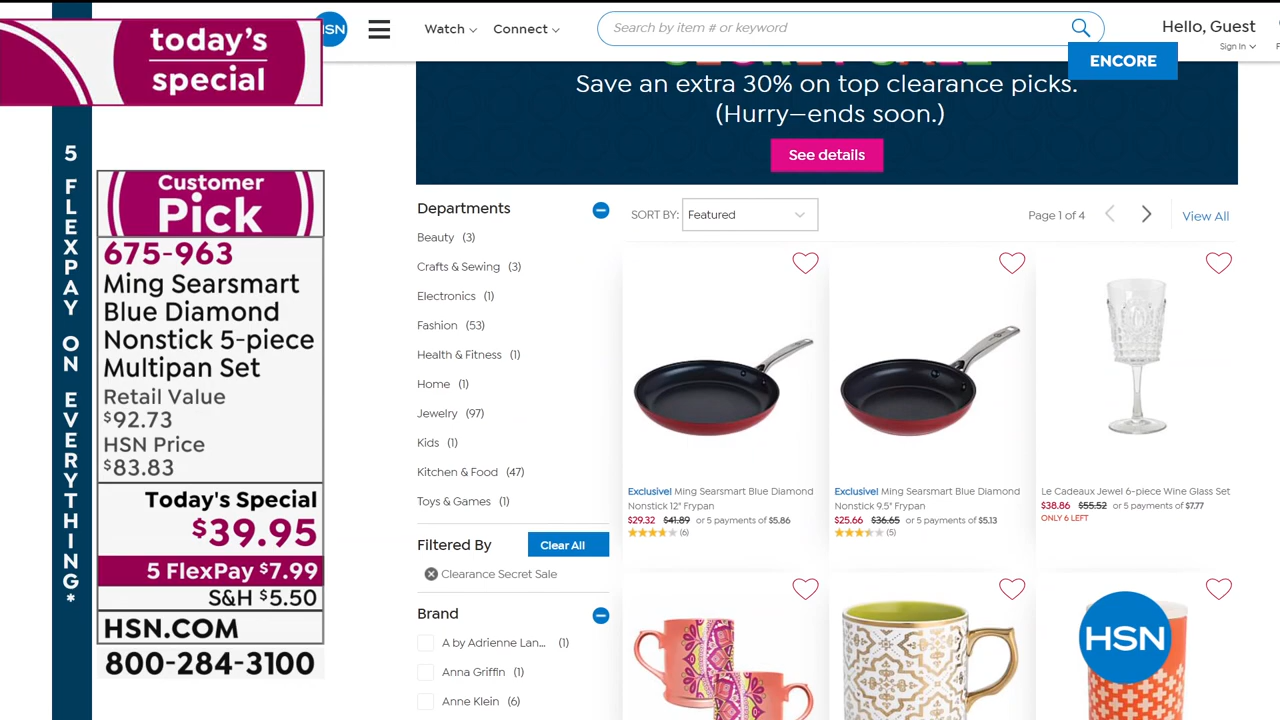 today's
special
HSN
Watch
Connect
Search by item # or keyword
Hello, Guest
Sign In
ENCORE
Save an extra 30% on top clearance picks.
(Hurry—ends soon.)
See details
5 FLEXPAY ON EVERYTHING*
Customer
Pick
675-963
Ming Searsmart
Blue Diamond
Nonstick 5-piece
Multipan Set
Retail Value
$92.73
HSN Price
$83.83
Today's Special
$39.95
5 FlexPay $7.99
S&H $5.50
HSN.COM
800-284-3100
Departments
Beauty (3)
Crafts & Sewing (3)
Electronics (1)
Fashion (53)
Health & Fitness (1)
Home (1)
Jewelry (97)
Kids (1)
Kitchen & Food (47)
Toys & Games (1)
Filtered By
Clear All
Clearance Secret Sale
Brand
A by Adrienne Lan... (1)
Anna Griffin (1)
Anne Klein (6)
SORT BY: Featured
Page 1 of 4
View All
Exclusive! Ming Searsmart Blue Diamond
Nonstick 12" Frypan
$29.32 $41.89 or 5 payments of $5.86
(6)
Exclusive! Ming Searsmart Blue Diamond
Nonstick 9.5" Frypan
$25.66 $36.65 or 5 payments of $5.13
(5)
Le Cadeaux Jewel 6-piece Wine Glass Set
$38.86 $55.52 or 5 payments of $7.77
ONLY 6 LEFT
HSN